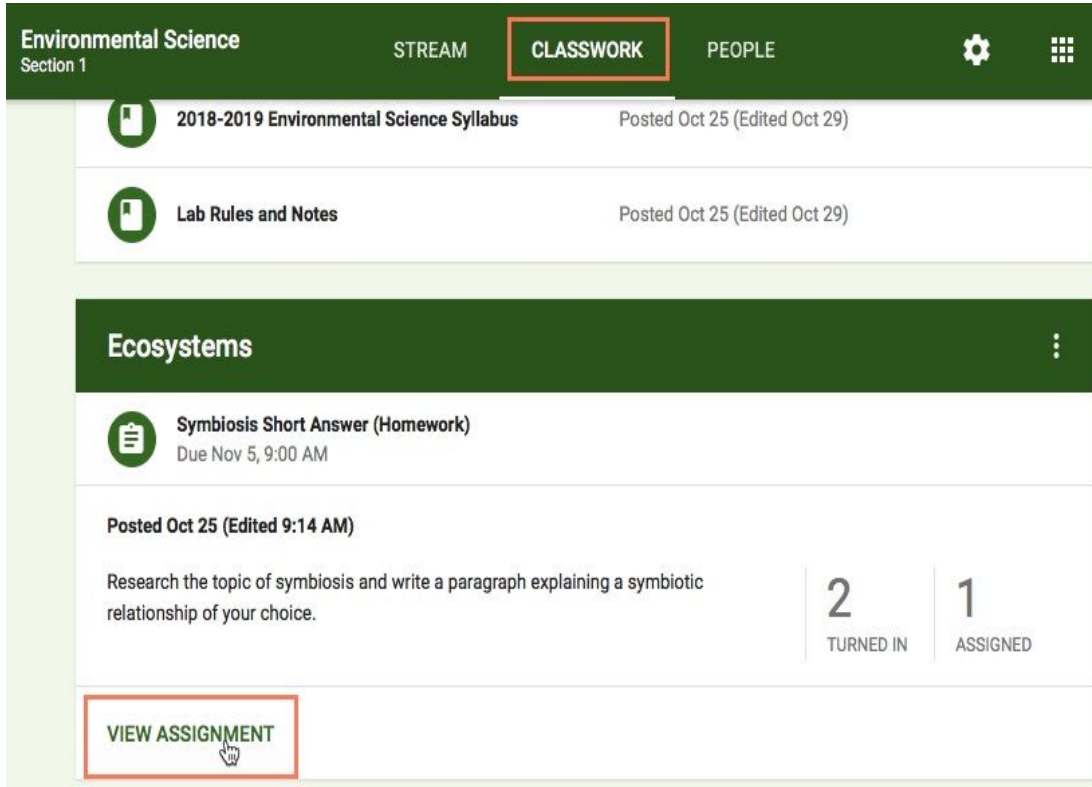 Environmental Science
Section 1
STREAM
CLASSWORK
PEOPLE
2018-2019 Environmental Science Syllabus
Posted Oct 25 (Edited Oct 29)
Lab Rules and Notes
Posted Oct 25 (Edited Oct 29)
Ecosystems
Symbiosis Short Answer (Homework)
Due Nov 5, 9:00 AM
Posted Oct 25 (Edited 9:14 AM)
Research the topic of symbiosis and write a paragraph explaining a symbiotic
relationship of your choice.
2
TURNED IN
1
ASSIGNED
VIEW ASSIGNMENT